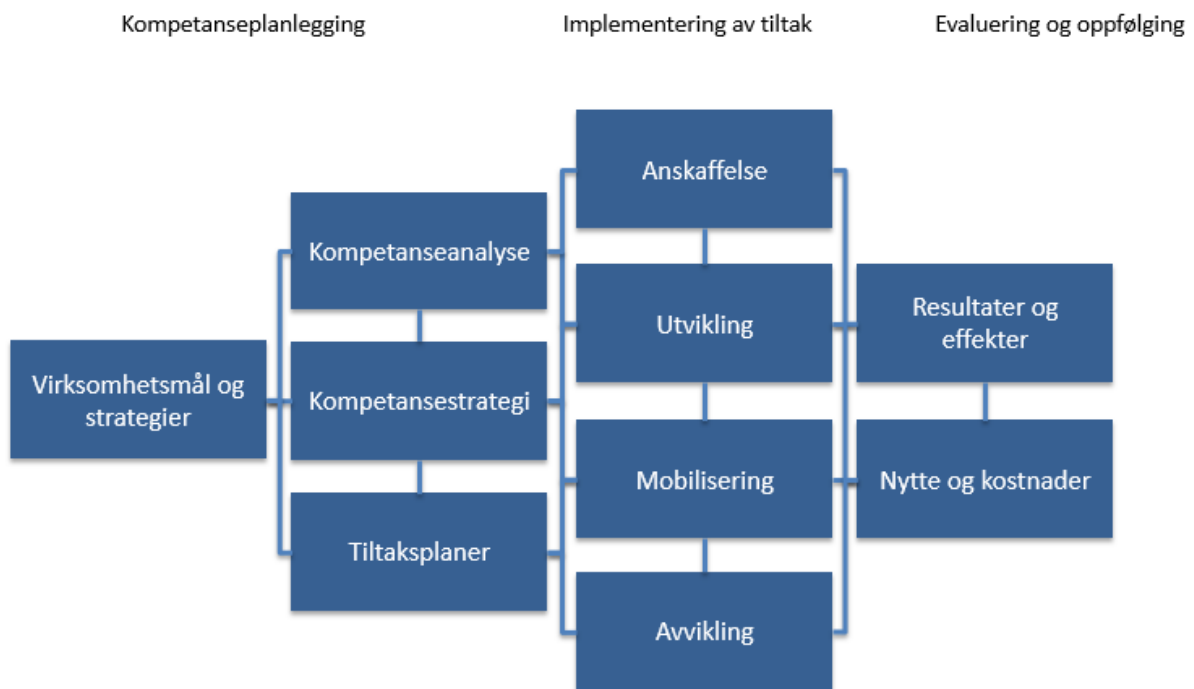 Kompetanseplanlegging
Implementering av tiltak
Evaluering og oppfølging
Virksomhetsmål og
strategier
Kompetanseanalyse
Kompetansestrategi
Tiltaksplaner
Anskaffelse
Utvikling
Mobilisering
Avvikling
Resultater og
effekter
Nytte og kostnader